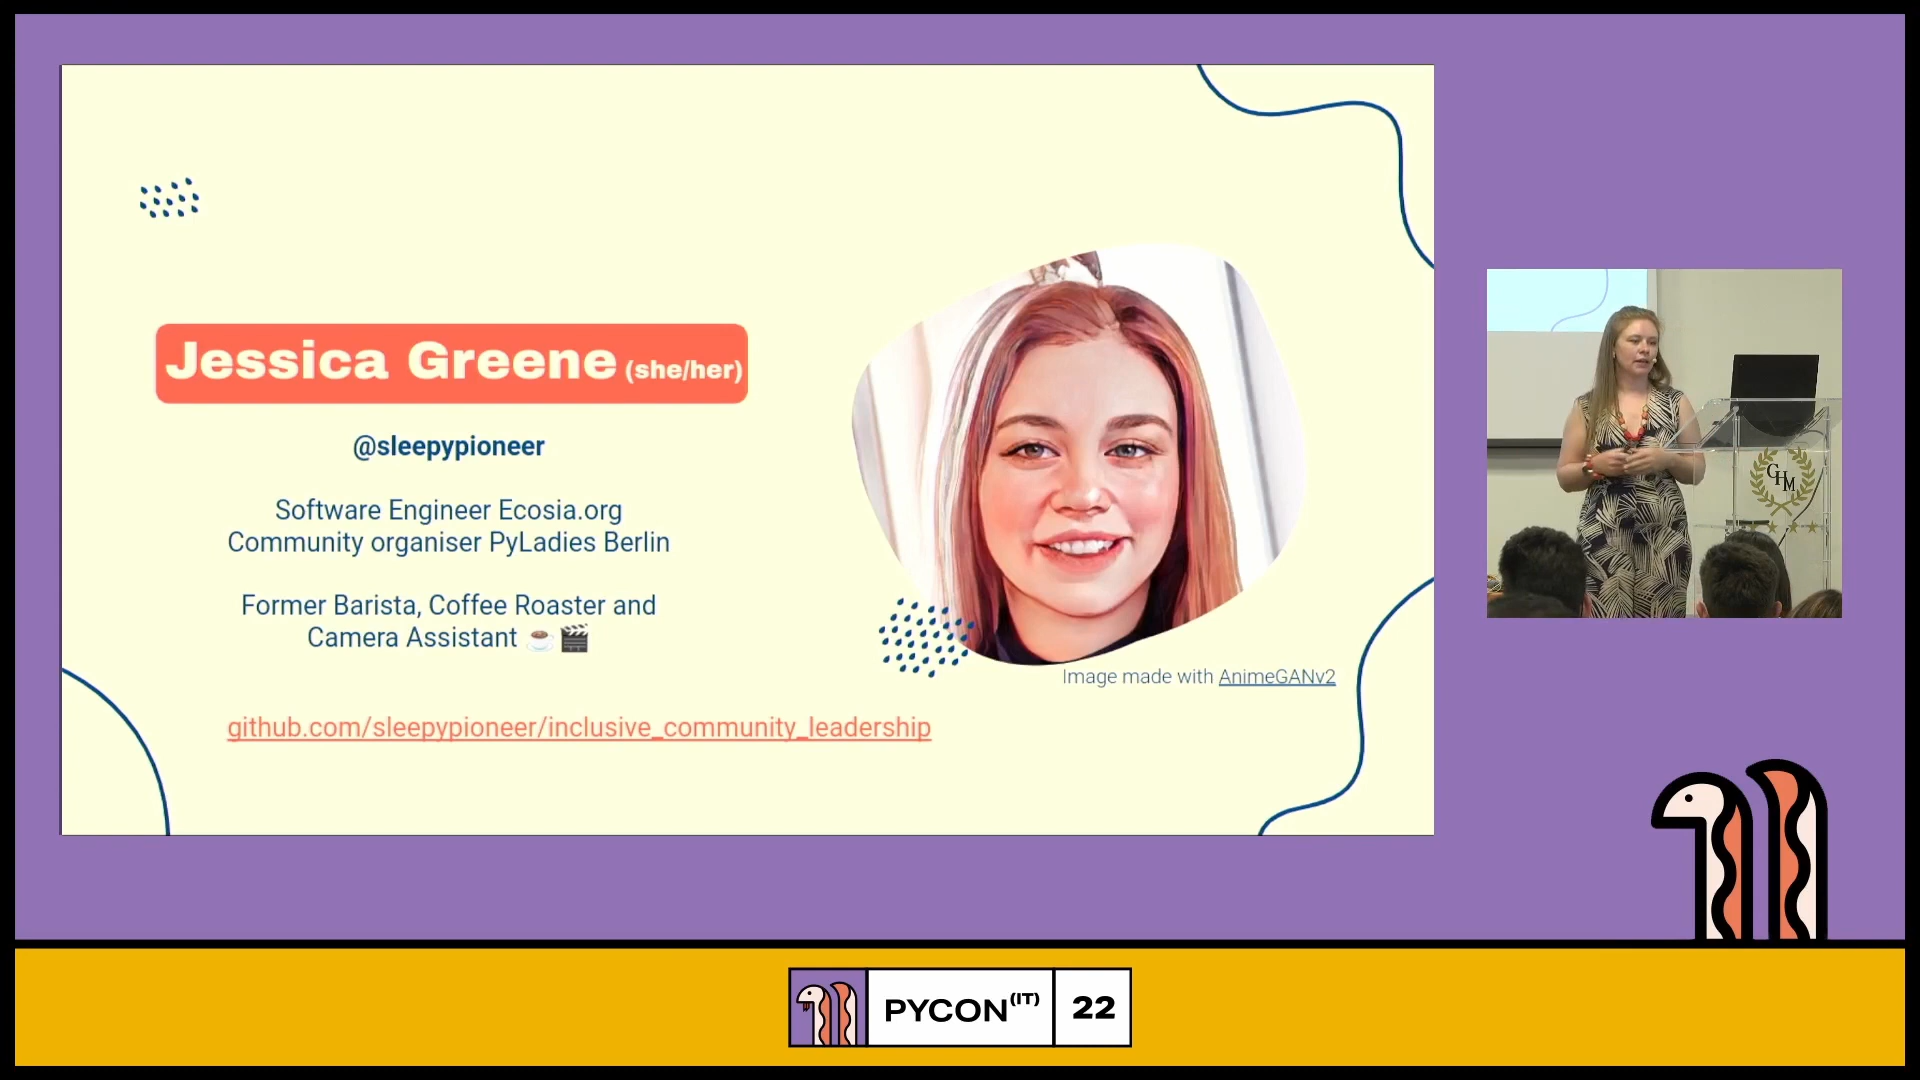 Jessica Greene (she/her)
@sleepypioneer
Software Engineer Ecosia.org
Community organiser PyLadies Berlin
Former Barista, Coffee Roaster and
Camera Assistant ☕🎬
Image made with AnimeGANv2
github.com/sleepypioneer/inclusive_community_leadership
GHM
PYCON(IT) 22